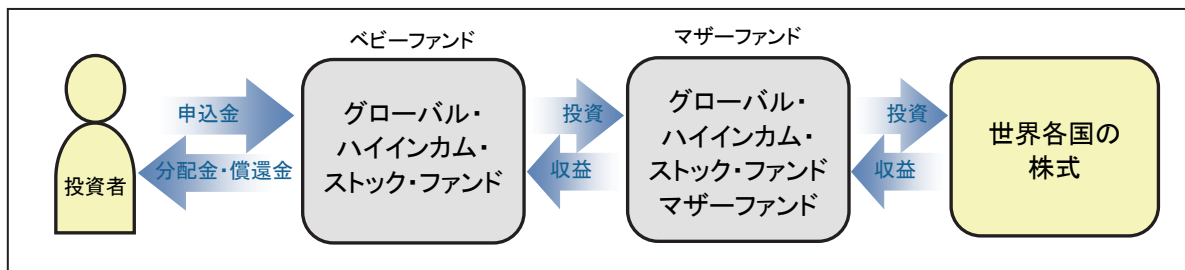 ベビーファンド
マザーファンド
投資者
申込金
分配金・償還金
グローバル・
ハイインカム・
ストック・ファンド
投資
収益
グローバル・
ハイインカム・
ストック・ファンド
マザーファンド
投資
収益
世界各国の
株式